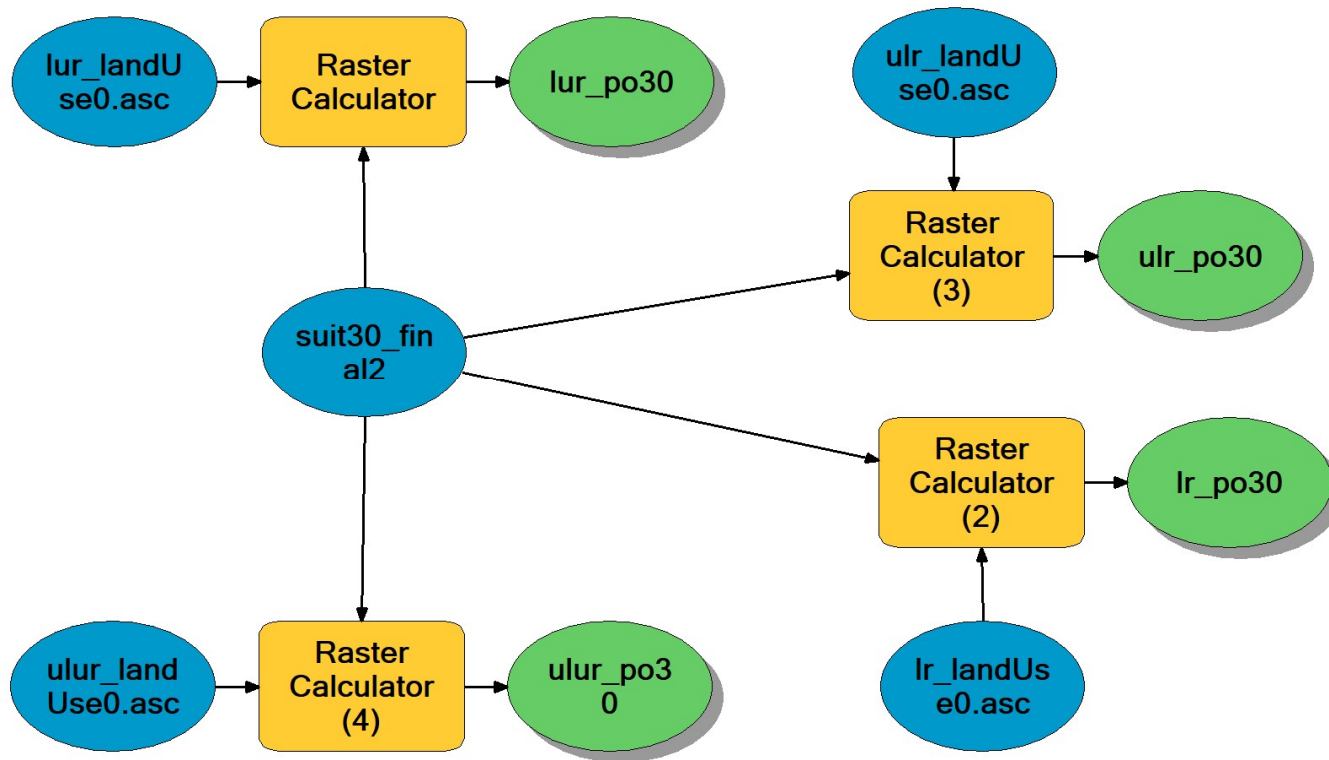 lur_landU
se0.asc
Raster
Calculator
lur_po30
ulr_landU
se0.asc
Raster
Calculator
(3)
ulr_po30
suit30_fin
al2
Raster
Calculator
(2)
lr_po30
ulur_land
Use0.asc
Raster
Calculator
(4)
ulur_po3
0
lr_landUs
e0.asc